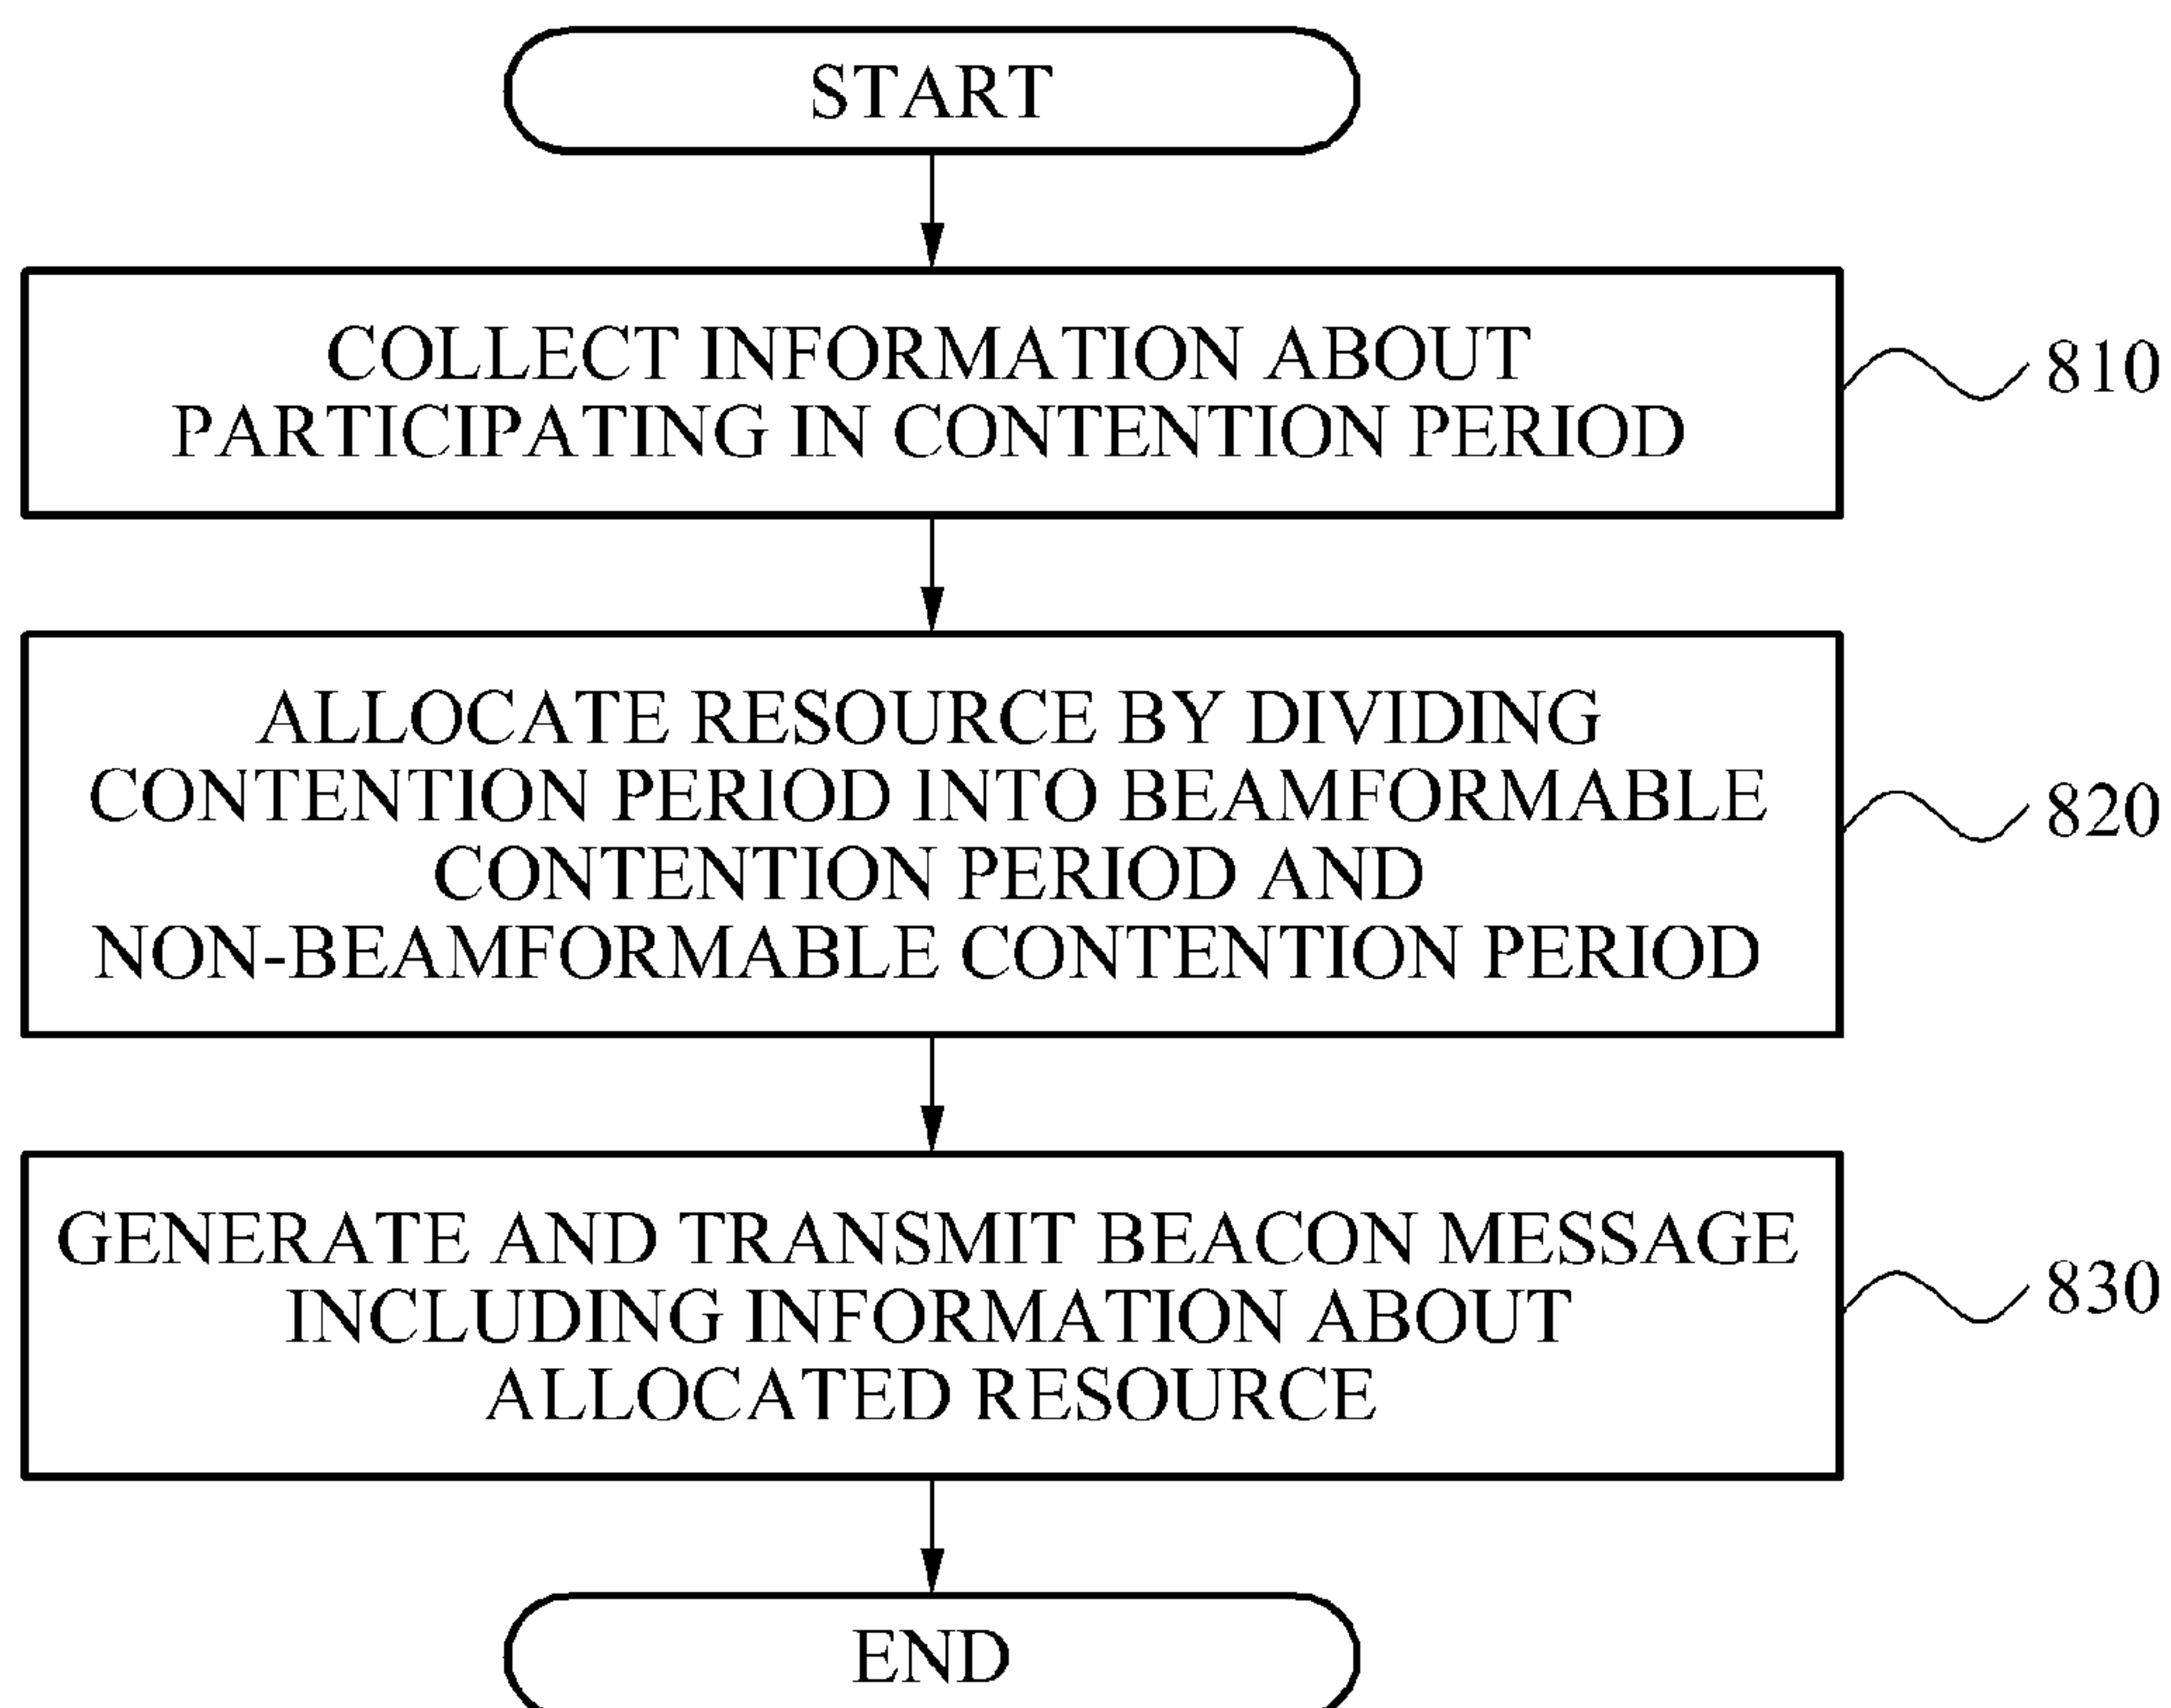 START
COLLECT INFORMATION ABOUT
PARTICIPATING IN CONTENTION PERIOD
810
ALLOCATE RESOURCE BY DIVIDING
CONTENTION PERIOD INTO BEAMFORMABLE
CONTENTION PERIOD AND
NON-BEAMFORMABLE CONTENTION PERIOD
820
GENERATE AND TRANSMIT BEACON MESSAGE
INCLUDING INFORMATION ABOUT
ALLOCATED RESOURCE
830
END